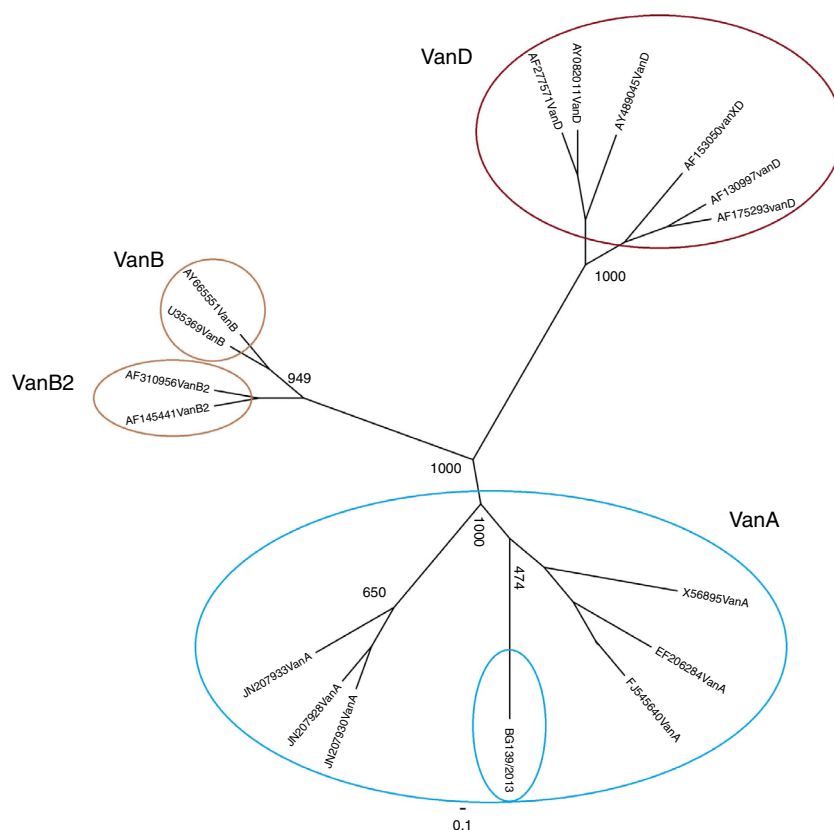 VanD
AF277571VanD
AY082011VanD
AY489045VanD
AF153050vanXD
AF130997vanD
AF175293vanD
1000
VanB
AY665551VanB
U35369VanB
VanB2
AF310956VanB2
AF145441VanB2
949
1000
VanA
1000
474
650
X56895VanA
EF206284VanA
FJ545640VanA
JN207933VanA
JN207928VanA
JN207930VanA
BG139/2013
0.1